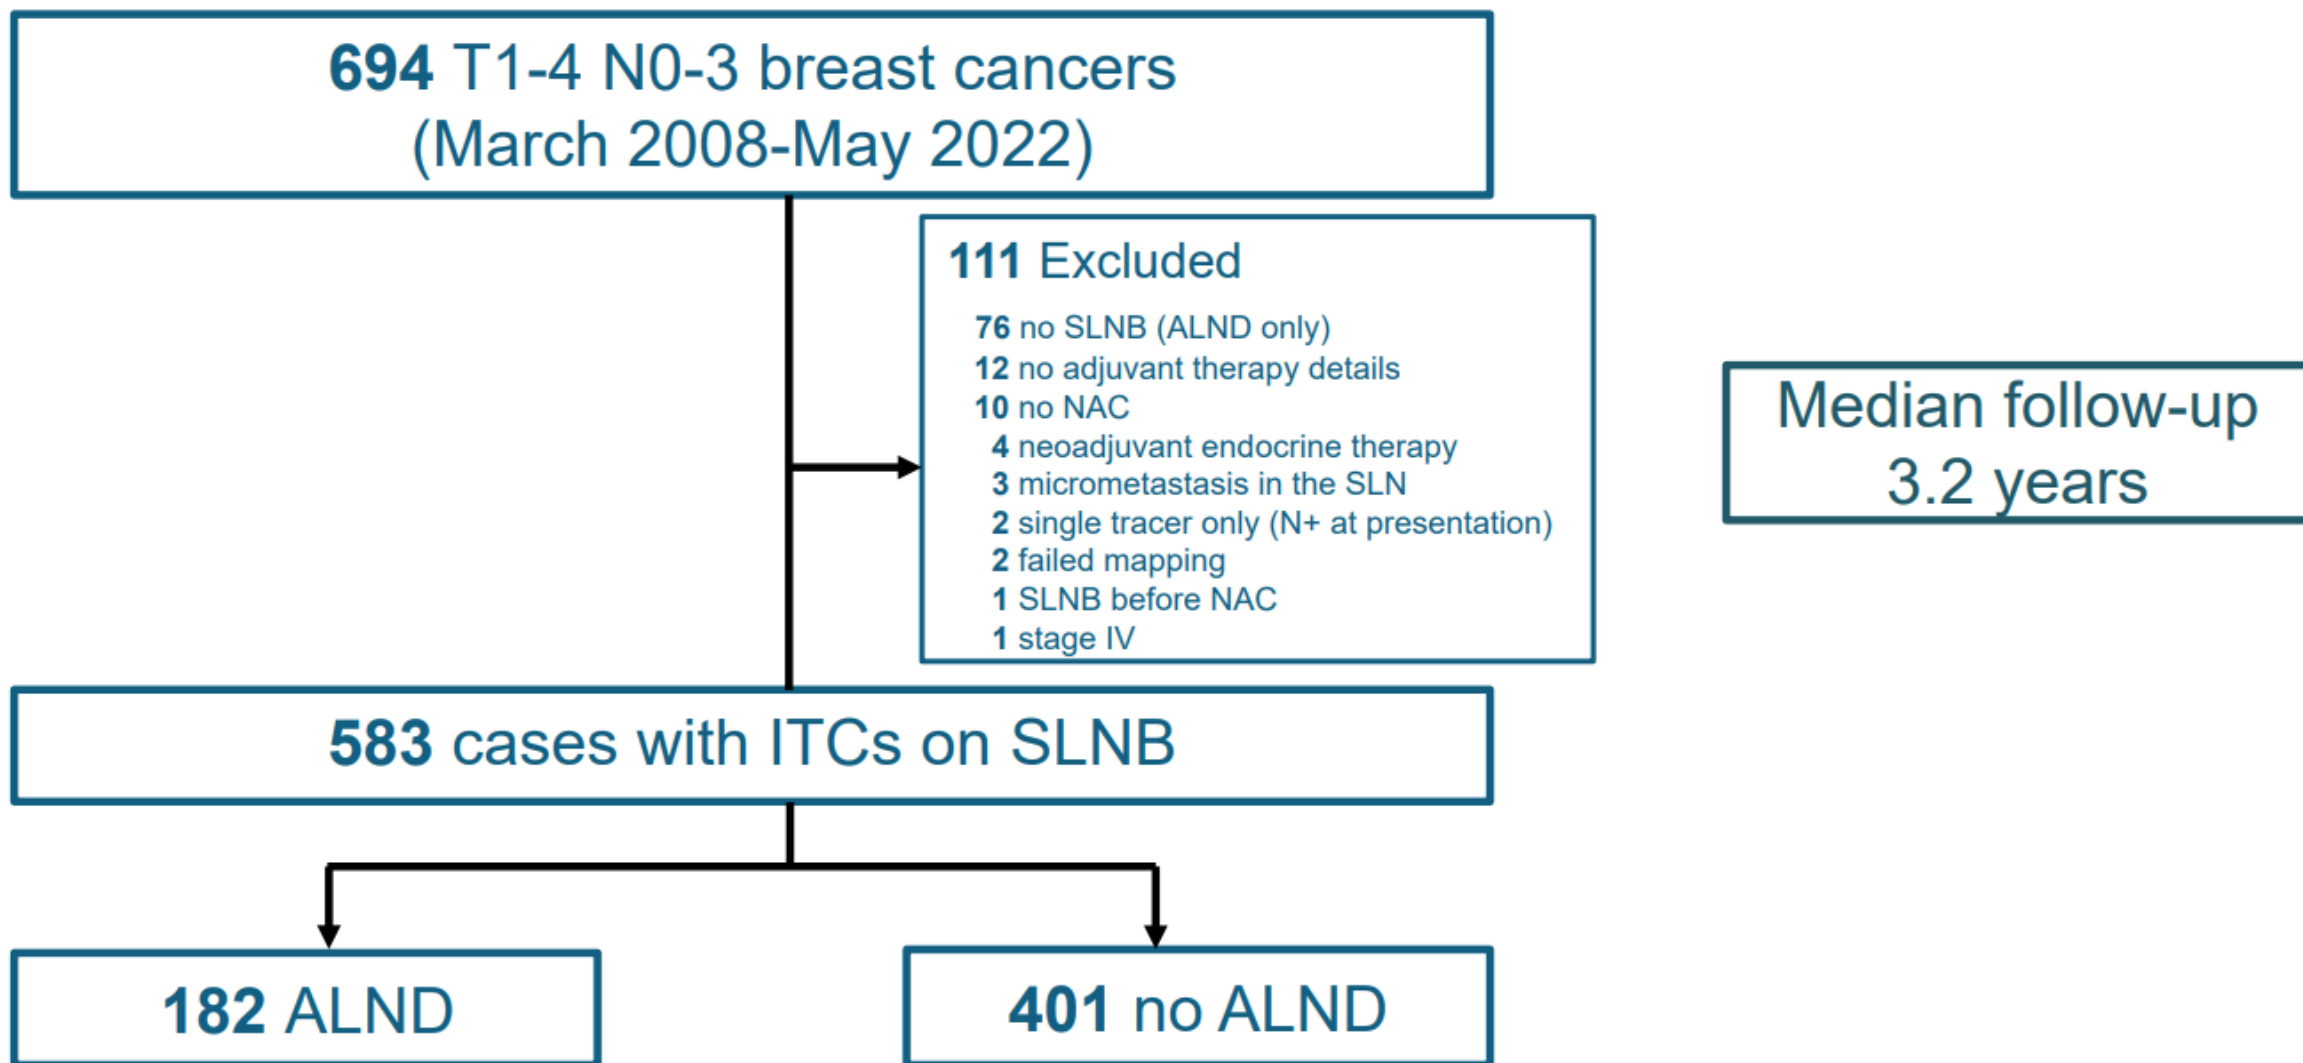 694 T1-4 N0-3 breast cancers
(March 2008-May 2022)
111 Excluded
76 no SLNB (ALND only)
12 no adjuvant therapy details
10 no NAC
4 neoadjuvant endocrine therapy
3 micrometastasis in the SLN
2 single tracer only (N+ at presentation)
2 failed mapping
1 SLNB before NAC
1 stage IV
Median follow-up
3.2 years
583 cases with ITCs on SLNB
182 ALND
401 no ALND